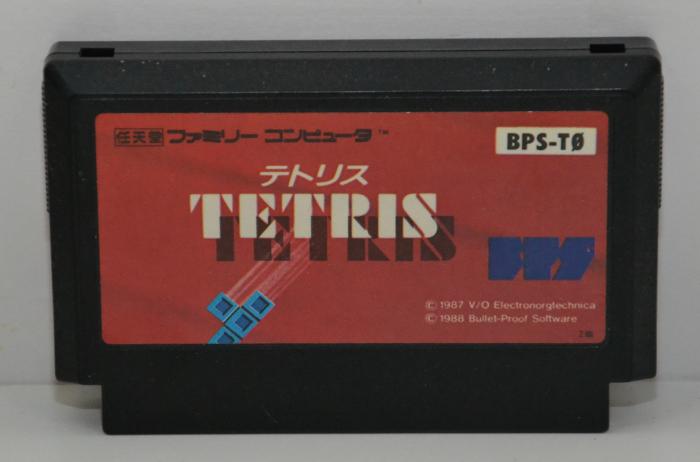 任天堂 ファミリー コンピュータ™
BPS-TØ
テトリス
TETRIS
BPS
© 1987 V/O Electronorgtechnica
© 1988 Bullet-Proof Software